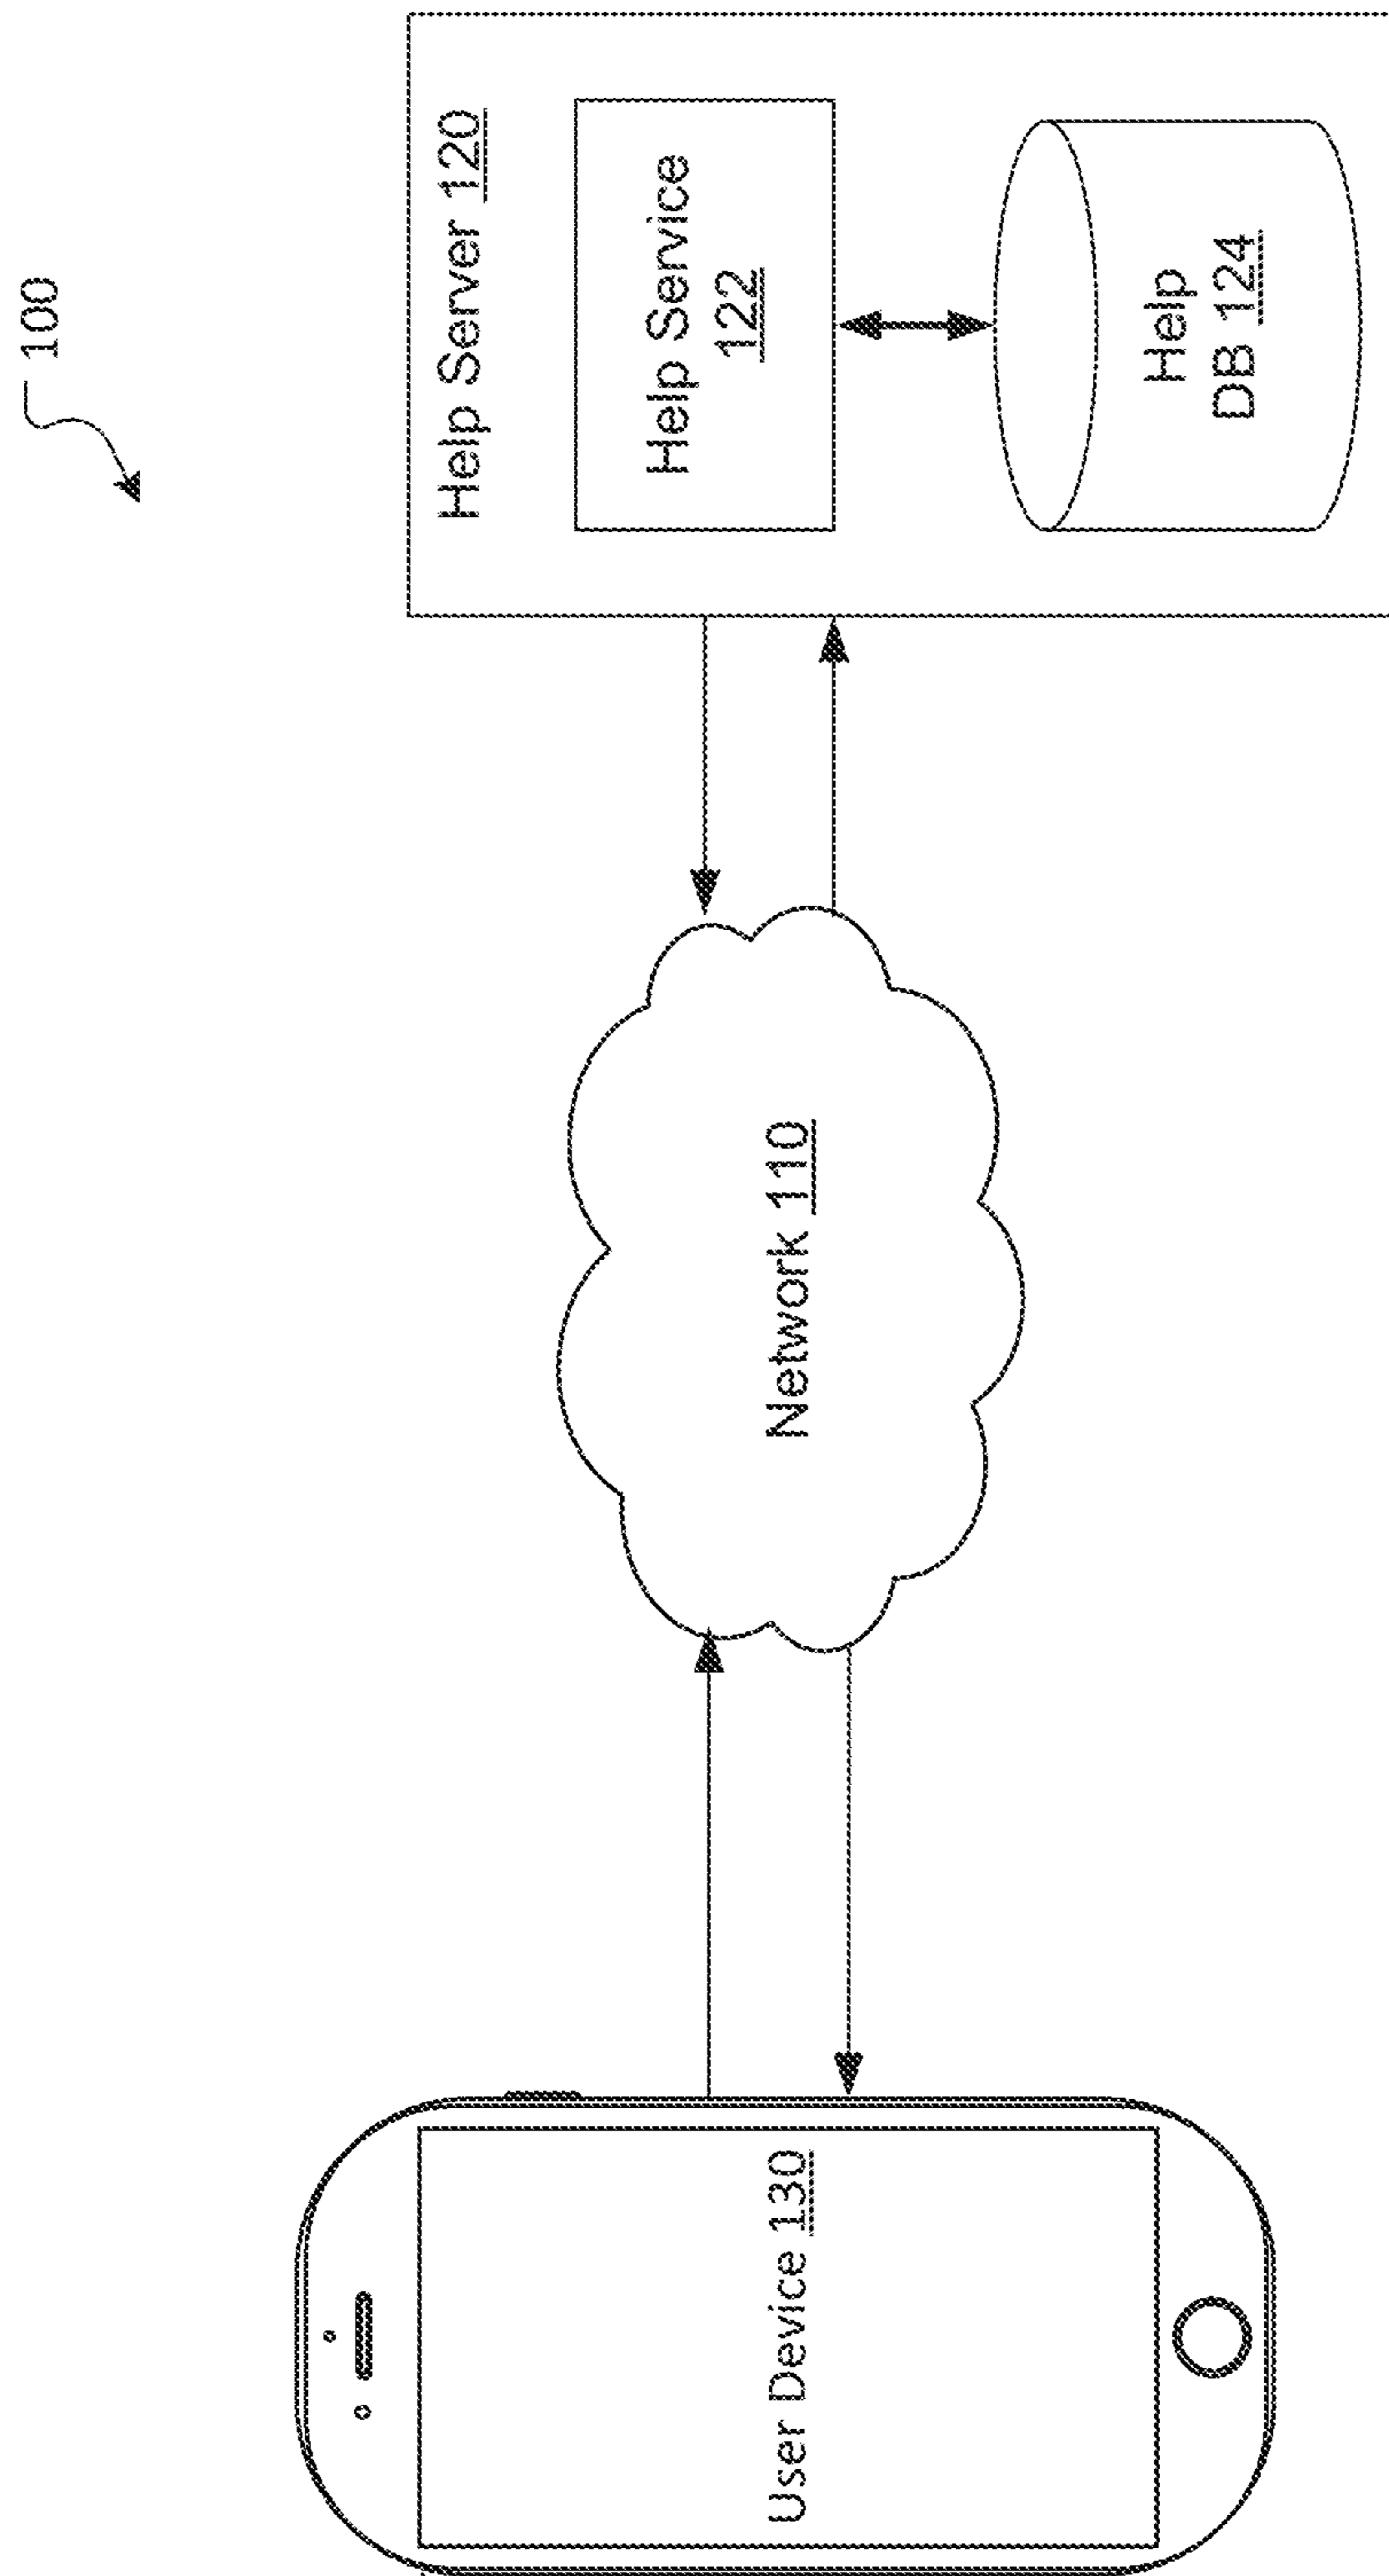 100
Help Server 120
Help Service
122
Help
DB 124
Network 110
User Device 130